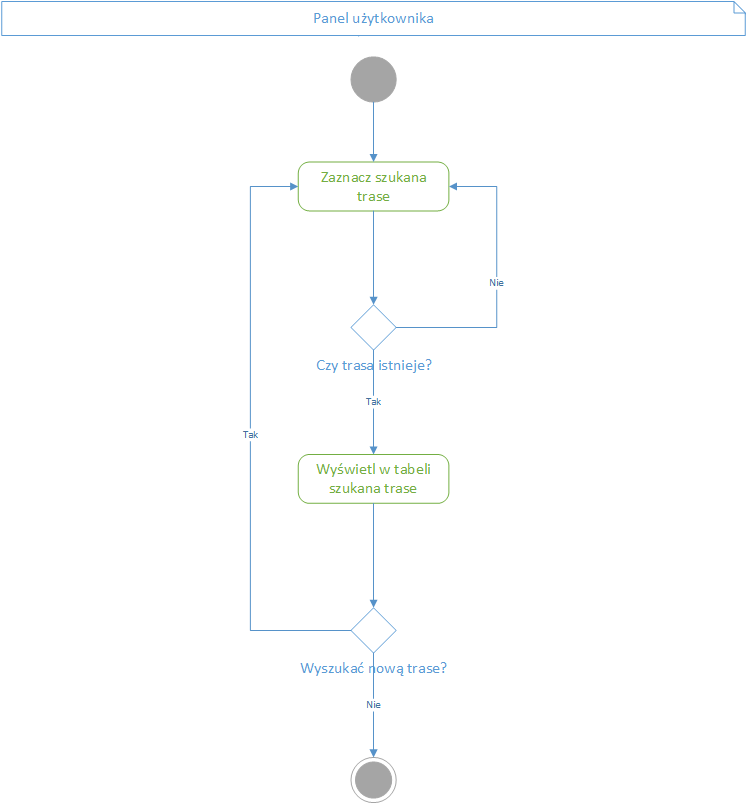 Panel użytkownika
Zaznacz szukana
trase
Nie
Czy trasa istnieje?
Tak
Tak
Wyświetl w tabeli
szukana trase
Wyszukać nową trase?
Nie